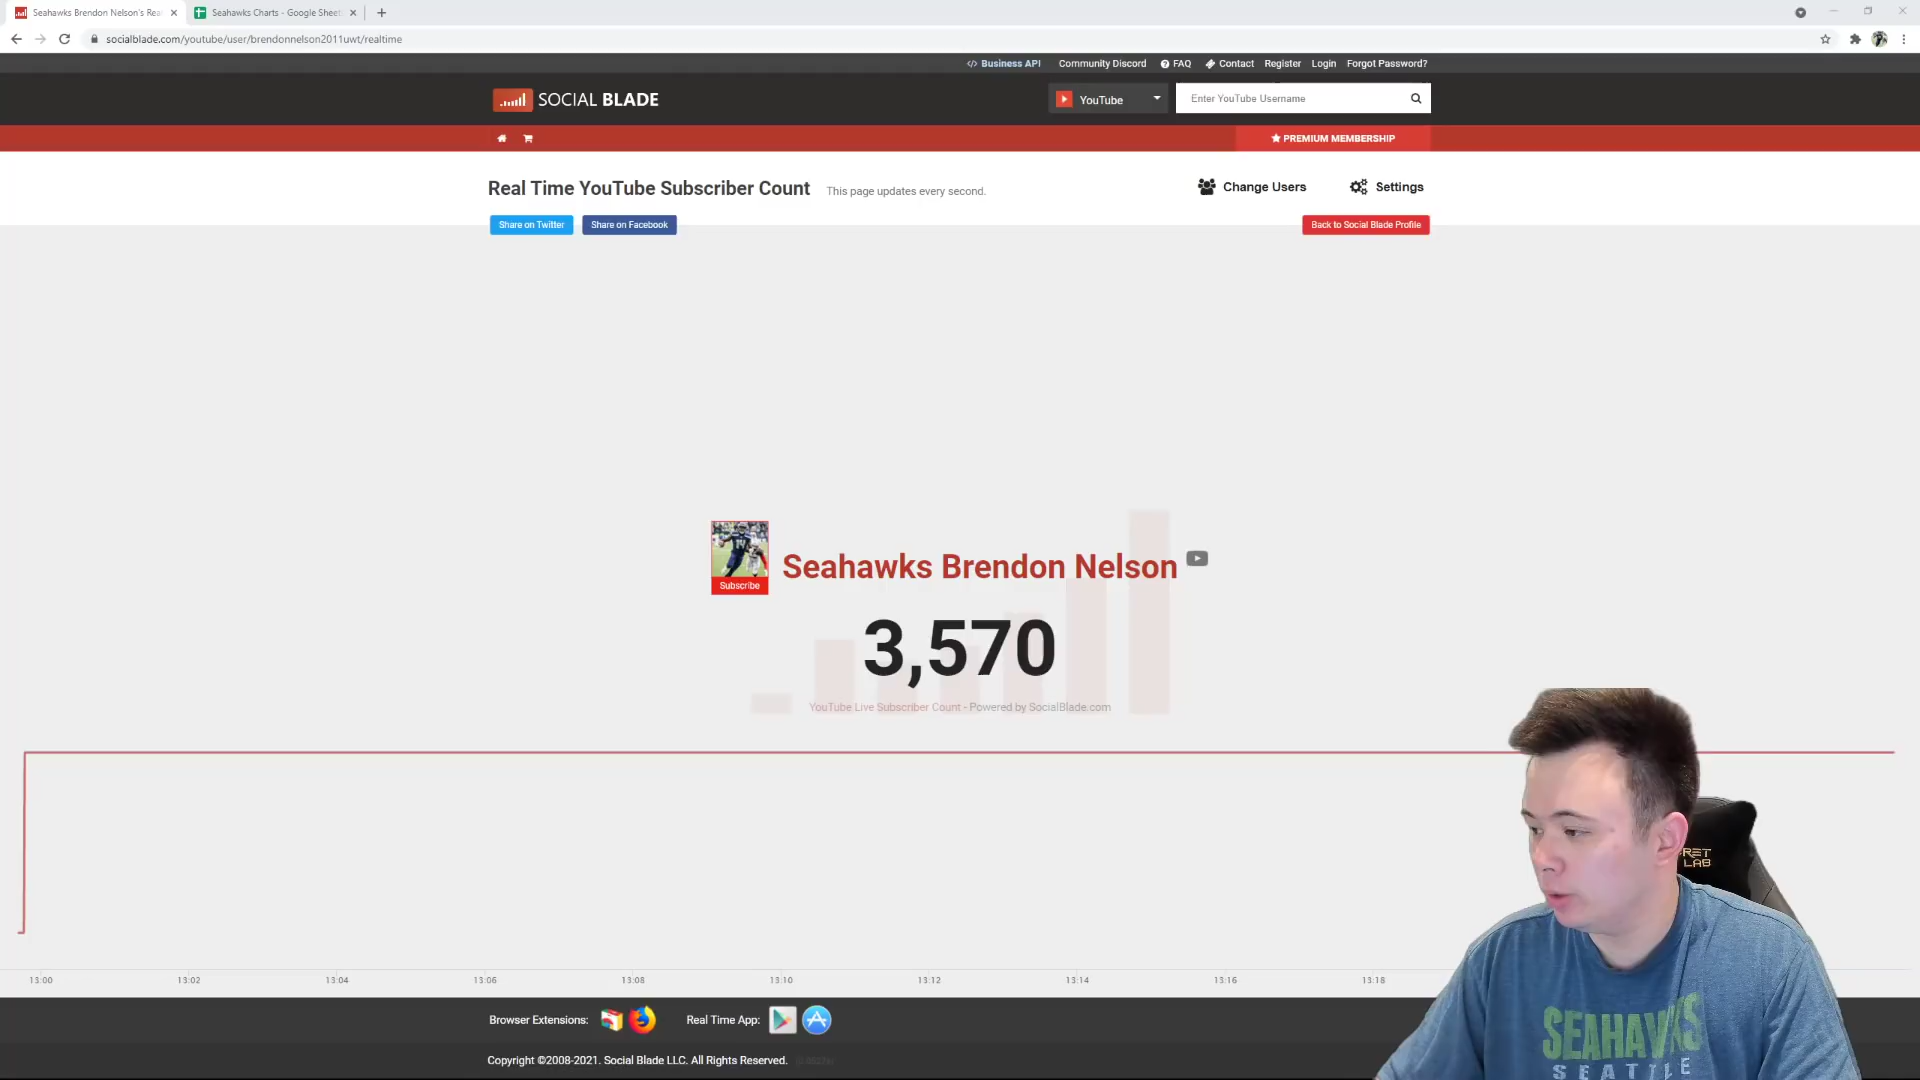 Seahawks Brendon Nelson's Rea
Seahawks Charts - Google Sheets
socialblade.com/youtube/user/brendonnelson2011uwt/realtime
</> Business API Community Discord FAQ Contact Register Login Forgot Password?
SOCIAL BLADE
YouTube
Enter YouTube Username
PREMIUM MEMBERSHIP
Real Time YouTube Subscriber Count This page updates every second.
Change Users Settings
Share on Twitter Share on Facebook Back to Social Blade Profile
Seahawks Brendon Nelson
Subscribe
3,570
YouTube Live Subscriber Count - Powered by SocialBlade.com
RET
LAB
13:00 13:02 13:04 13:06 13:08 13:10 13:12 13:14 13:16 13:18
Browser Extensions: Real Time App:
Copyright ©2008-2021. Social Blade LLC. All Rights Reserved.
SEAHAWKS
SEATTLE